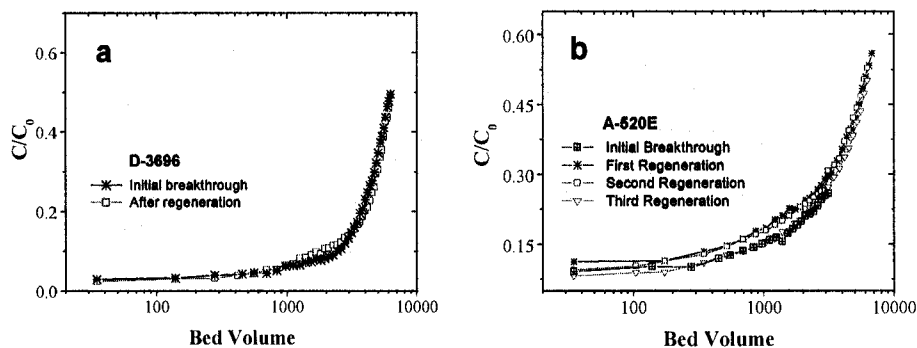 a
0.6
0.4
0.2
0.0
C/C0
D-3696
Initial breakthrough
After regeneration
100
1000
10000
Bed Volume
b
0.60
0.45
0.30
0.15
C/C0
A-520E
Initial Breakthrough
First Regeneration
Second Regeneration
Third Regeneration
100
1000
10000
Bed Volume